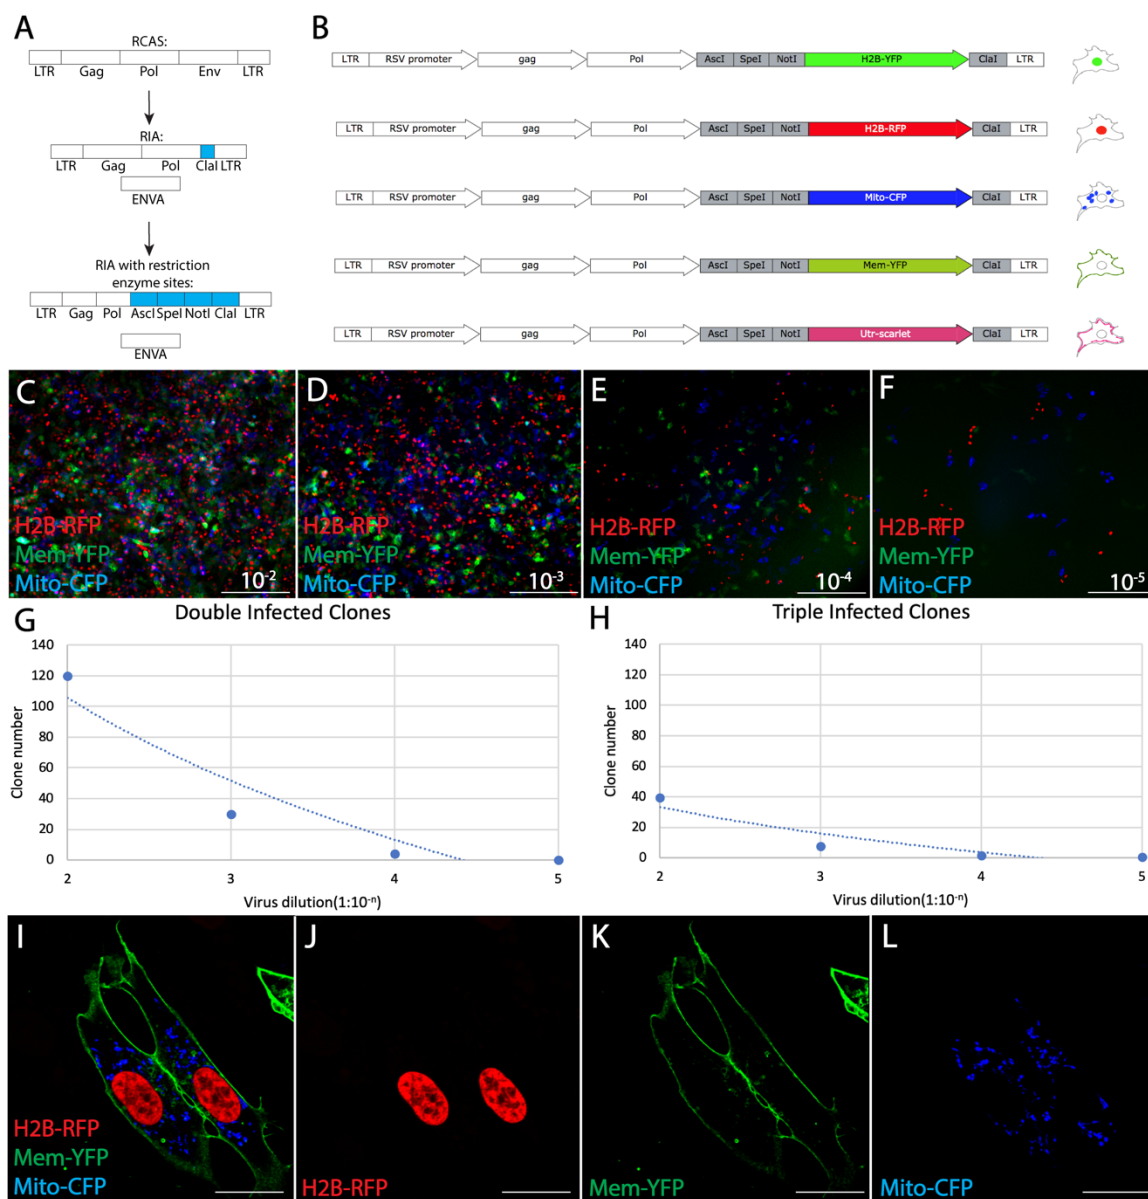 A
RCAS:
LTR Gag Pol Env LTR
RIA:
LTR Gag Pol ClaI LTR
ENVA
RIA with restriction
enzyme sites:
LTR Gag Pol AscI SpeI NotI ClaI LTR
ENVA
B
LTR RSV promoter gag Pol AscI SpeI NotI H2B-YFP ClaI LTR
LTR RSV promoter gag Pol AscI SpeI NotI H2B-RFP ClaI LTR
LTR RSV promoter gag Pol AscI SpeI NotI Mito-CFP ClaI LTR
LTR RSV promoter gag Pol AscI SpeI NotI Mem-YFP ClaI LTR
LTR RSV promoter gag Pol AscI SpeI NotI Utr-scarlet ClaI LTR
C
H2B-RFP
Mem-YFP
Mito-CFP
10-2
D
H2B-RFP
Mem-YFP
Mito-CFP
10-3
E
H2B-RFP
Mem-YFP
Mito-CFP
10-4
F
H2B-RFP
Mem-YFP
Mito-CFP
10-5
G
Double Infected Clones
Clone number
140
120
100
80
60
40
20
0
2 3 4 5
Virus dilution(1:10-n)
H
Triple Infected Clones
Clone number
140
120
100
80
60
40
20
0
2 3 4 5
Virus dilution(1:10-n)
I
H2B-RFP
Mem-YFP
Mito-CFP
J
H2B-RFP
K
Mem-YFP
L
Mito-CFP